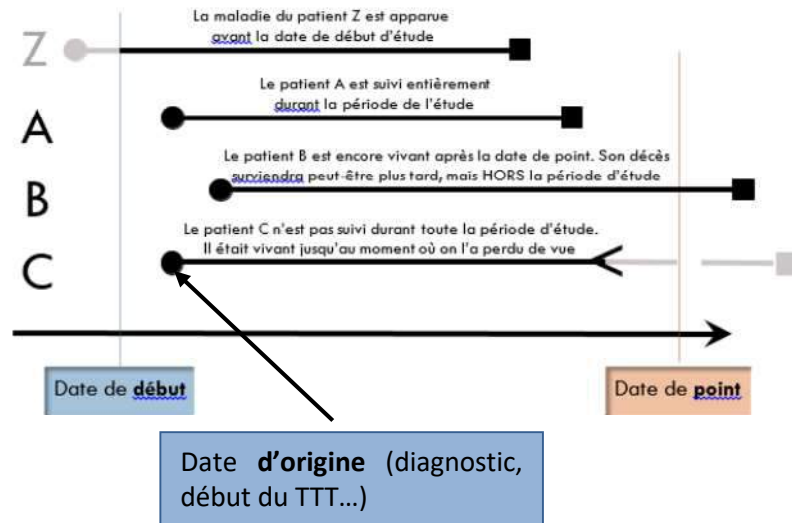 La maladie du patient Z est apparue
avant la date de début d'étude
Z
Le patient A est suivi entièrement
durant la période de l'étude
A
Le patient B est encore vivant après la date de point. Son décès
surviendra peut-être plus tard, mais HORS la période d'étude
B
Le patient C n'est pas suivi durant toute la période d'étude.
Il était vivant jusqu'au moment où on l'a perdu de vue
C
Date de début
Date de point
Date d'origine (diagnostic,
début du TTT…)